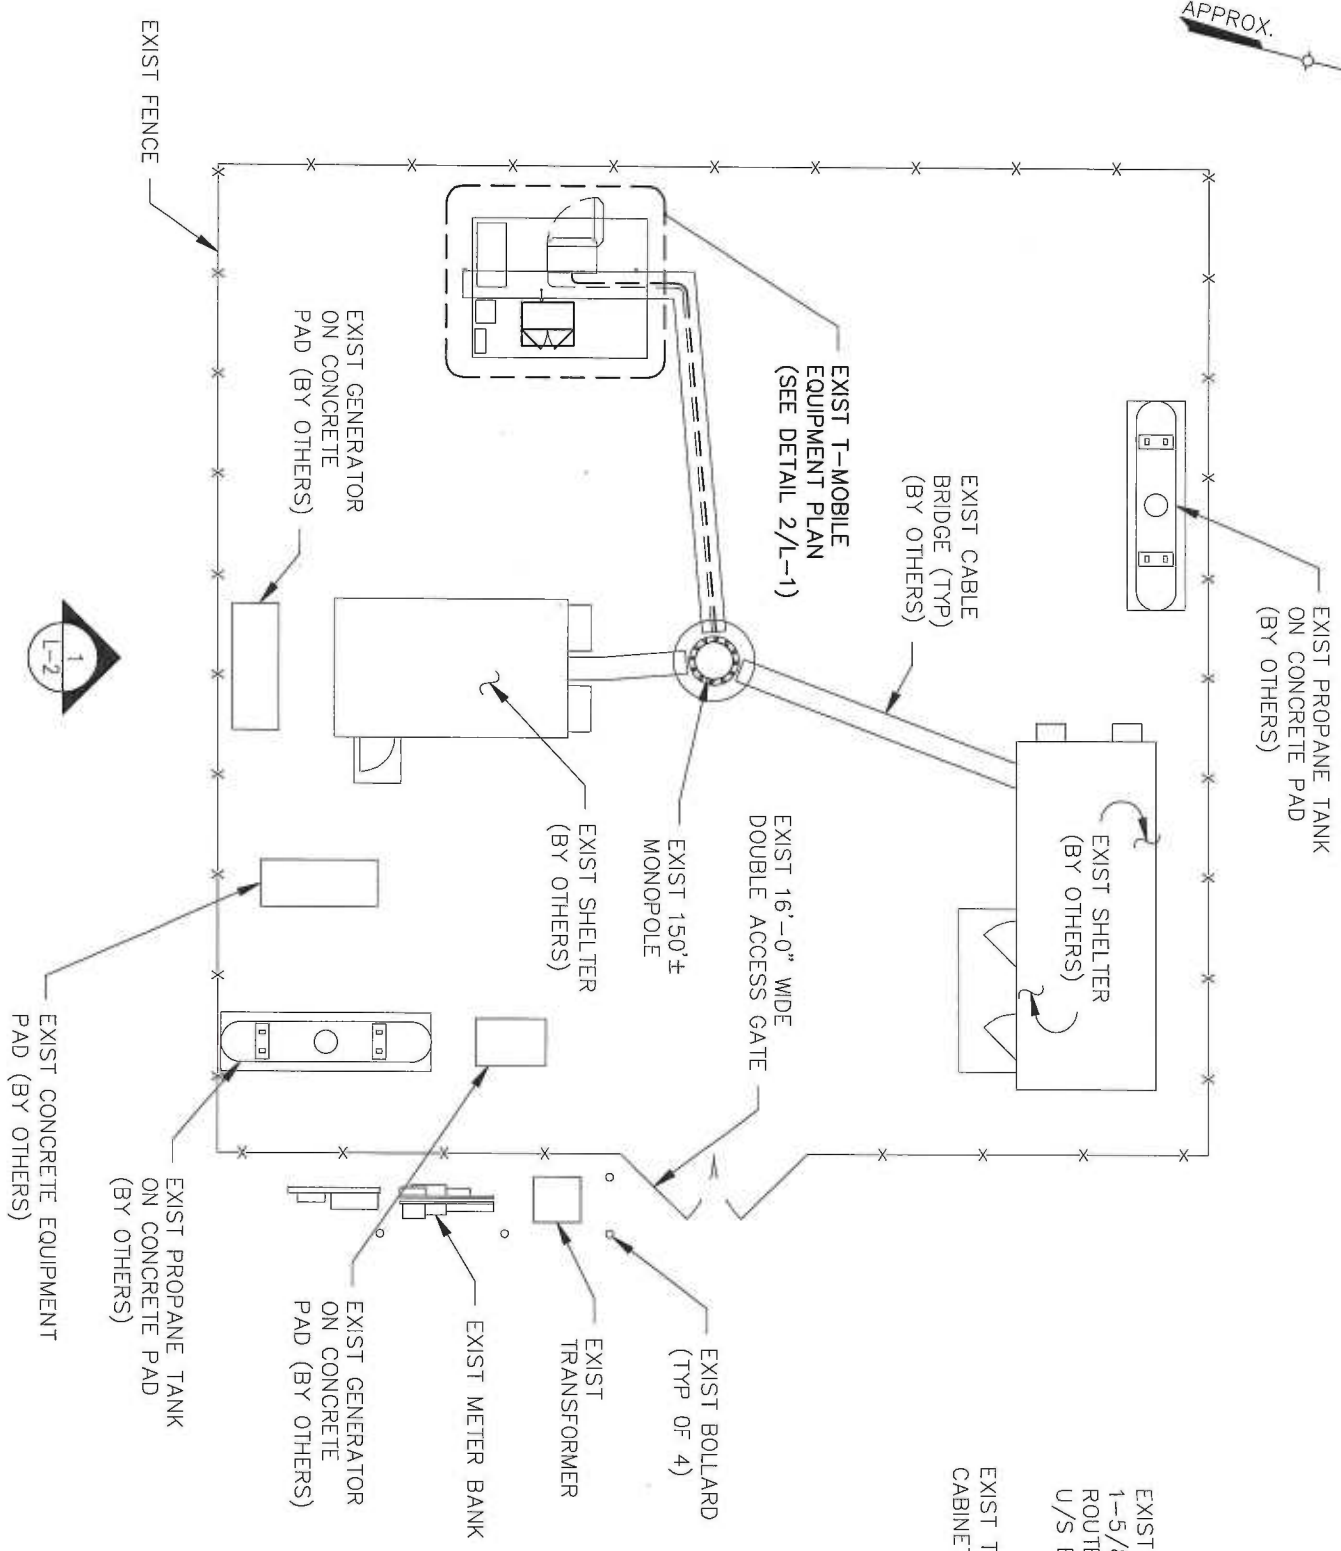 APPROX.
EXIST FENCE
EXIST GENERATOR
ON CONCRETE
PAD (BY OTHERS)
EXIST T-MOBILE
EQUIPMENT PLAN
(SEE DETAIL 2/L-1)
EXIST CABLE
BRIDGE (TYP)
(BY OTHERS)
EXIST PROPANE TANK
ON CONCRETE PAD
(BY OTHERS)
1
L-2
EXIST SHELTER
(BY OTHERS)
EXIST 150'±
MONOPOLE
EXIST 16'-0" WIDE
DOUBLE ACCESS GATE
EXIST SHELTER
(BY OTHERS)
EXIST CONCRETE EQUIPMENT
PAD (BY OTHERS)
EXIST PROPANE TANK
ON CONCRETE PAD
(BY OTHERS)
EXIST GENERATOR
ON CONCRETE
PAD (BY OTHERS)
EXIST METER BANK
EXIST
TRANSFORMER
EXIST BOLLARD
(TYP OF 4)
EXIST
ROUTE
U/S
EXIST
CABINET